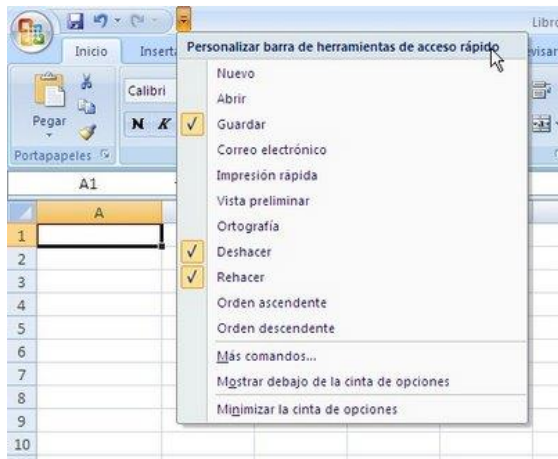 Libro
Inicio
Inserta
Personalizar barra de herramientas de acceso rápido
visar
Pegar
Calibri
N K
Portapapeles
Nuevo
Abrir
Guardar
Correo electrónico
Impresión rápida
Vista preliminar
Ortografía
Deshacer
Rehacer
Orden ascendente
Orden descendente
Más comandos...
Mostrar debajo de la cinta de opciones
Minimizar la cinta de opciones
A1
A
1
2
3
4
5
6
7
8
9
10